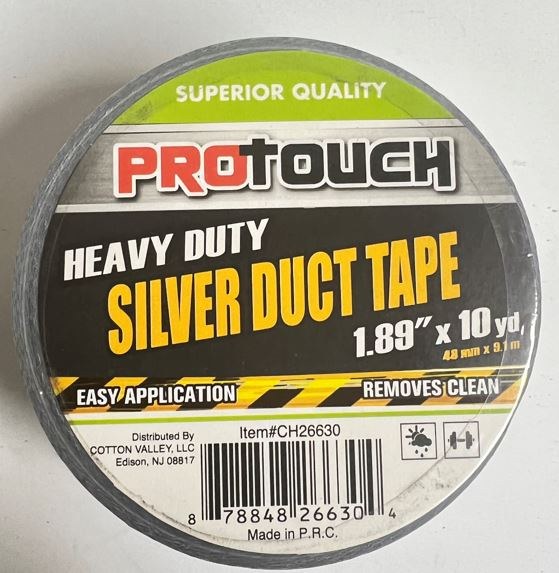 SUPERIOR QUALITY
PROTOUCH
HEAVY DUTY
SILVER DUCT TAPE
1.89" x 10 yd.
48 mm x 9.1 m
EASY APPLICATION
REMOVES CLEAN
Distributed By
COTTON VALLEY, LLC
Edison, NJ 08817
Item#CH26630
8 78848 26630 4
Made in P.R.C.